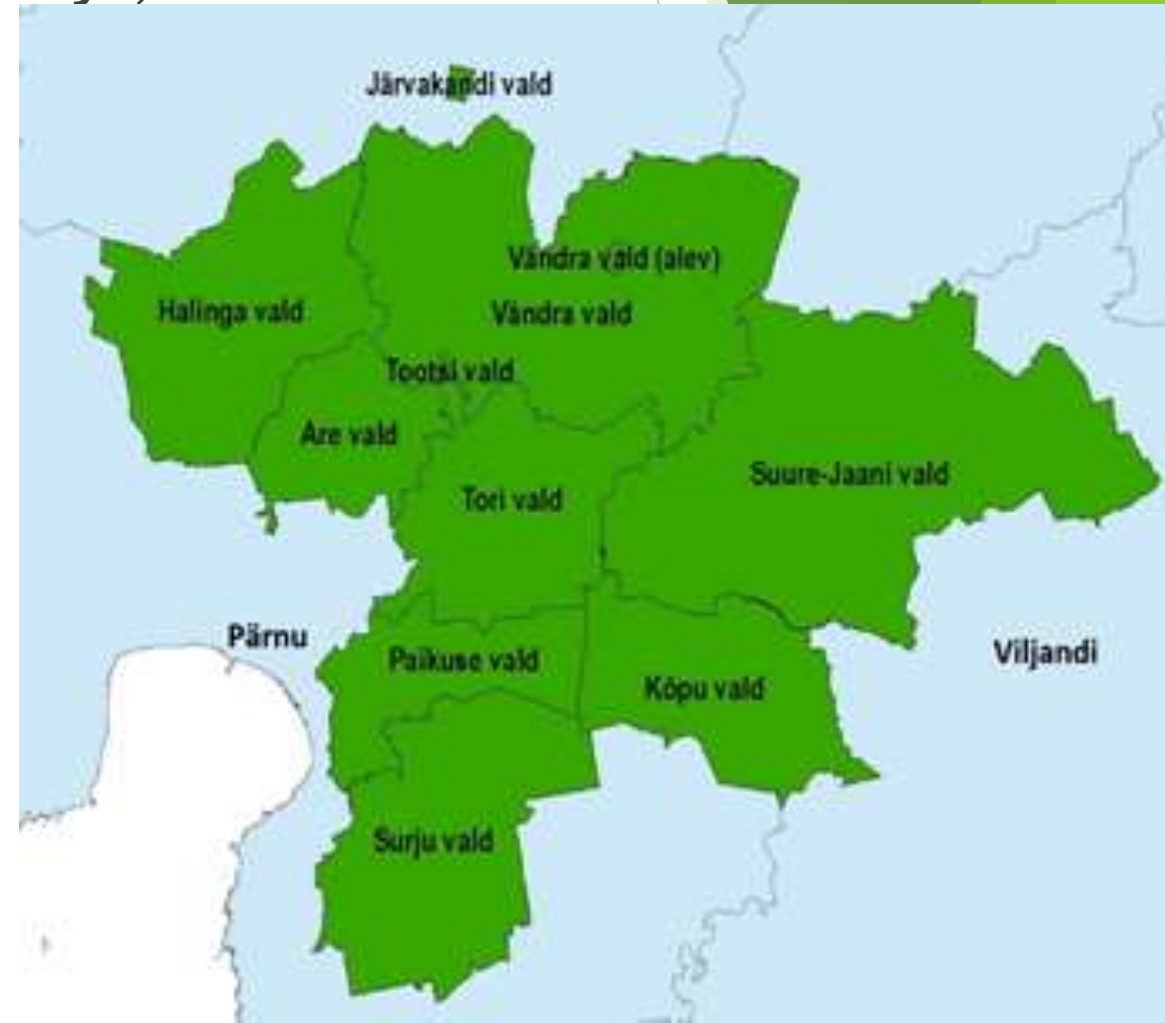 Järvakandi vald
Vändra vald (alev)
Halinga vald
Vändra vald
Tootsi vald
Are vald
Suure-Jaani vald
Tori vald
Pärnu
Paikuse vald
Viljandi
Kõpu vald
Surju vald